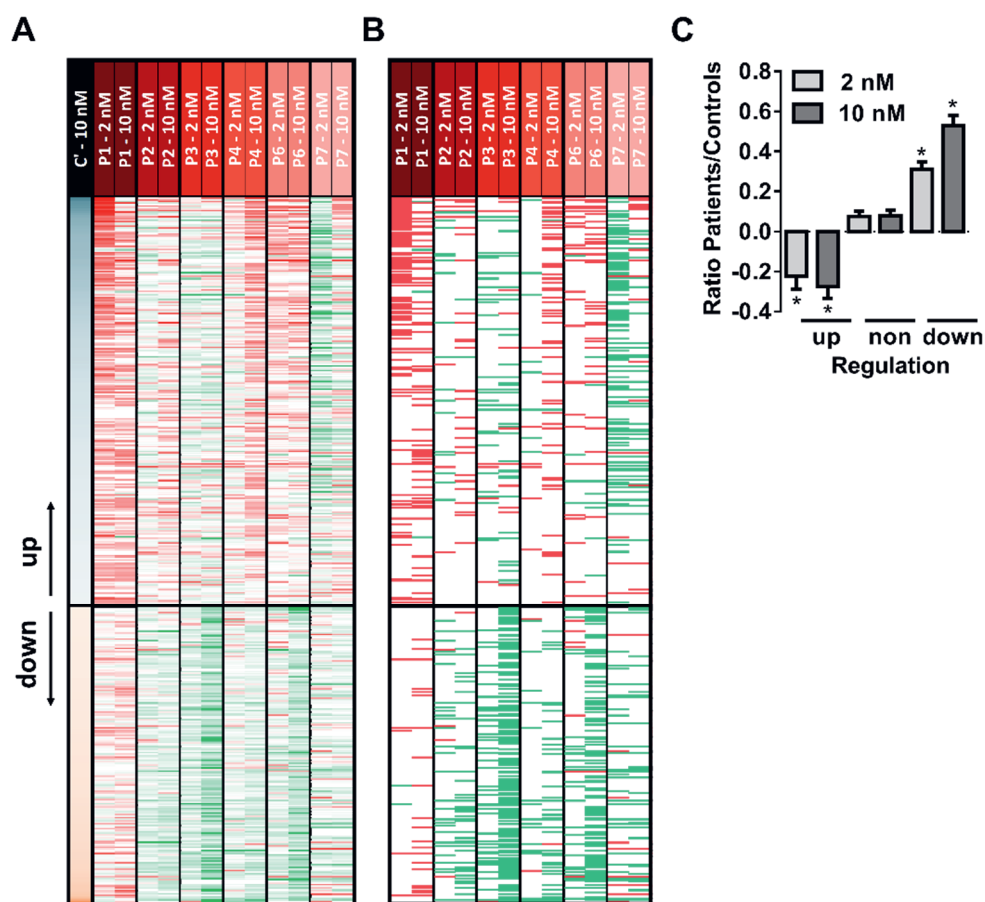 A
B
C
C' - 10 nM
P1 - 2 nM
P1 - 10 nM
P2 - 2 nM
P2 - 10 nM
P3 - 2 nM
P3 - 10 nM
P4 - 2 nM
P4 - 10 nM
P6 - 2 nM
P6 - 10 nM
P7 - 2 nM
P7 - 10 nM
up
down
P1 - 2 nM
P1 - 10 nM
P2 - 2 nM
P2 - 10 nM
P3 - 2 nM
P3 - 10 nM
P4 - 2 nM
P4 - 10 nM
P6 - 2 nM
P6 - 10 nM
P7 - 2 nM
P7 - 10 nM
Ratio Patients/Controls
0.8
0.6
0.4
0.2
0.0
-0.2
-0.4
2 nM
10 nM
*
*
*
*
up
non
down
Regulation